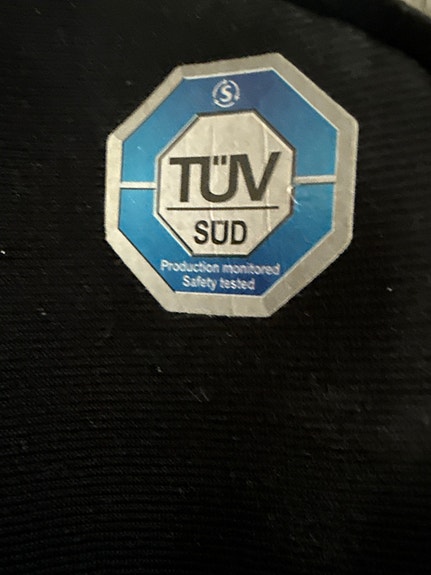 S
TÜV
SÜD
Production monitored
Safety tested